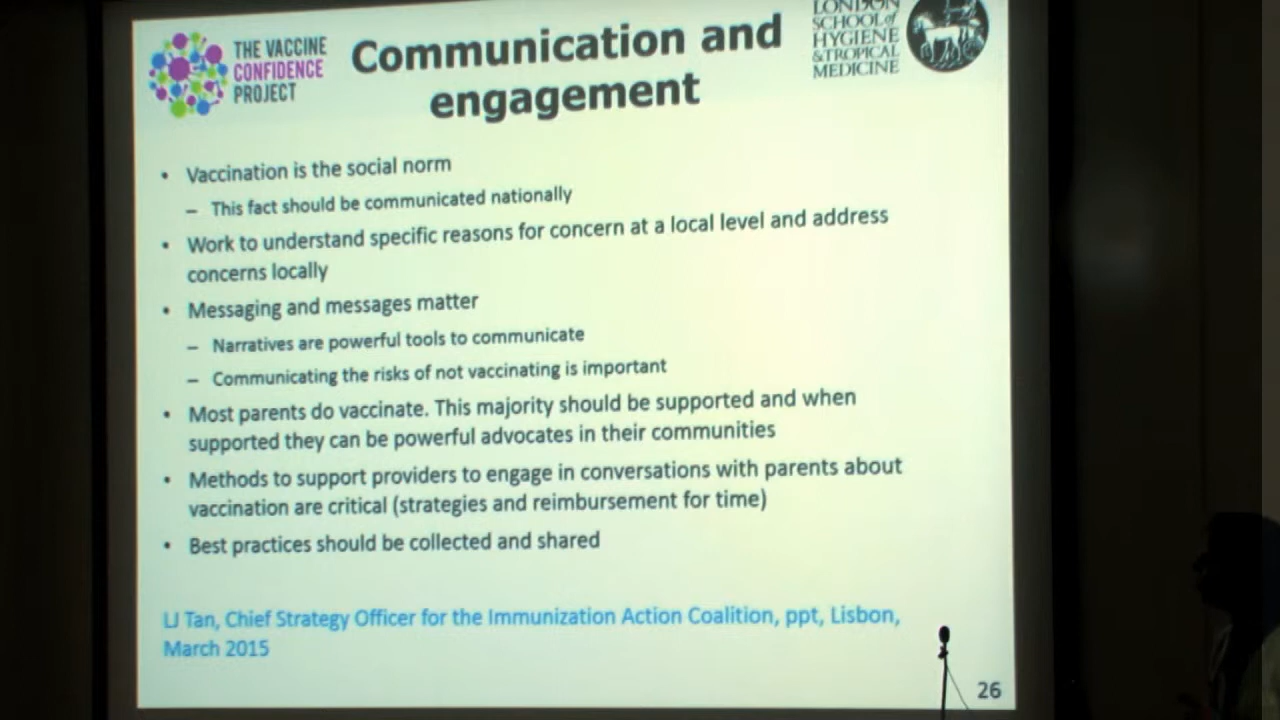 THE VACCINE
CONFIDENCE
PROJECT
Communication and
engagement
LONDON
SCHOOL of
HYGIENE
& TROPICAL
MEDICINE
• Vaccination is the social norm
– This fact should be communicated nationally
• Work to understand specific reasons for concern at a local level and address
concerns locally
• Messaging and messages matter
– Narratives are powerful tools to communicate
– Communicating the risks of not vaccinating is important
• Most parents do vaccinate. This majority should be supported and when
supported they can be powerful advocates in their communities
• Methods to support providers to engage in conversations with parents about
vaccination are critical (strategies and reimbursement for time)
• Best practices should be collected and shared
LJ Tan, Chief Strategy Officer for the Immunization Action Coalition, ppt, Lisbon,
March 2015
26